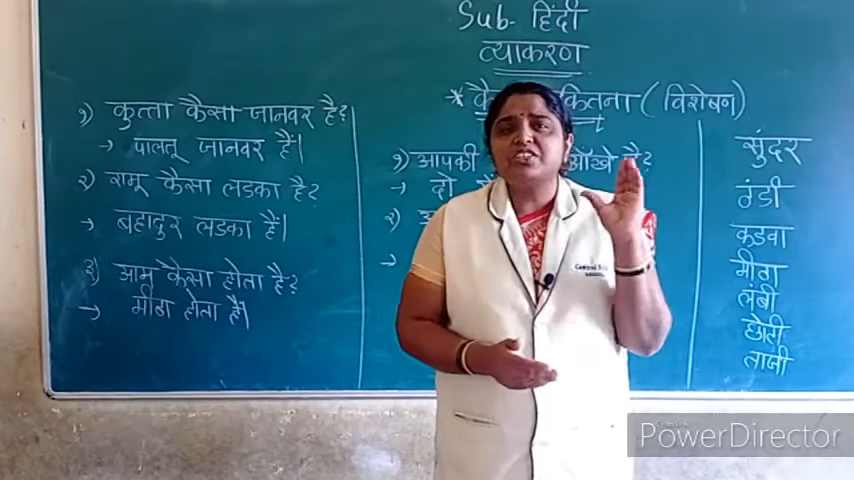 Sub- हिंदी
व्याकरण
* कितना (विशेषण)
१) कुत्ता कैसा जानवर है?
→ पालतू जानवर हैं।
२) रामू कैसा लडका है?
→ बहादुर लडका हैं।
३) आम कैसा होता है?
→ मीठा होता हैं।
१) आपकी आँखे है?
→ दो
२)
→
सुंदर
ठंडी
कडवा
मीठा
लंबी
छोटी
ताजी
PowerDirector